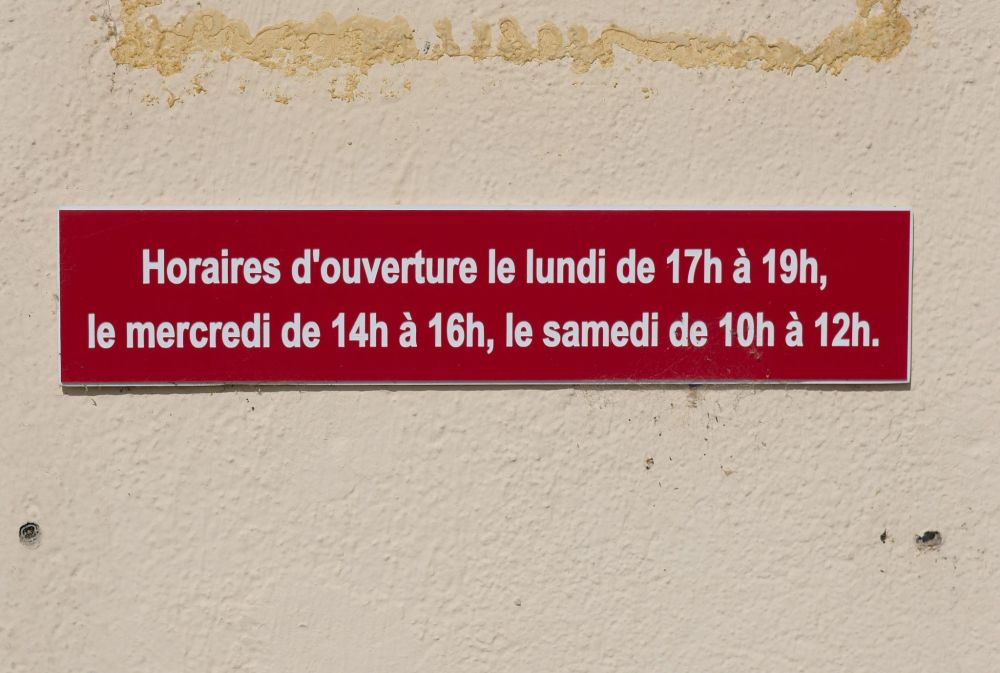 Horaires d'ouverture le lundi de 17h à 19h,
le mercredi de 14h à 16h, le samedi de 10h à 12h.